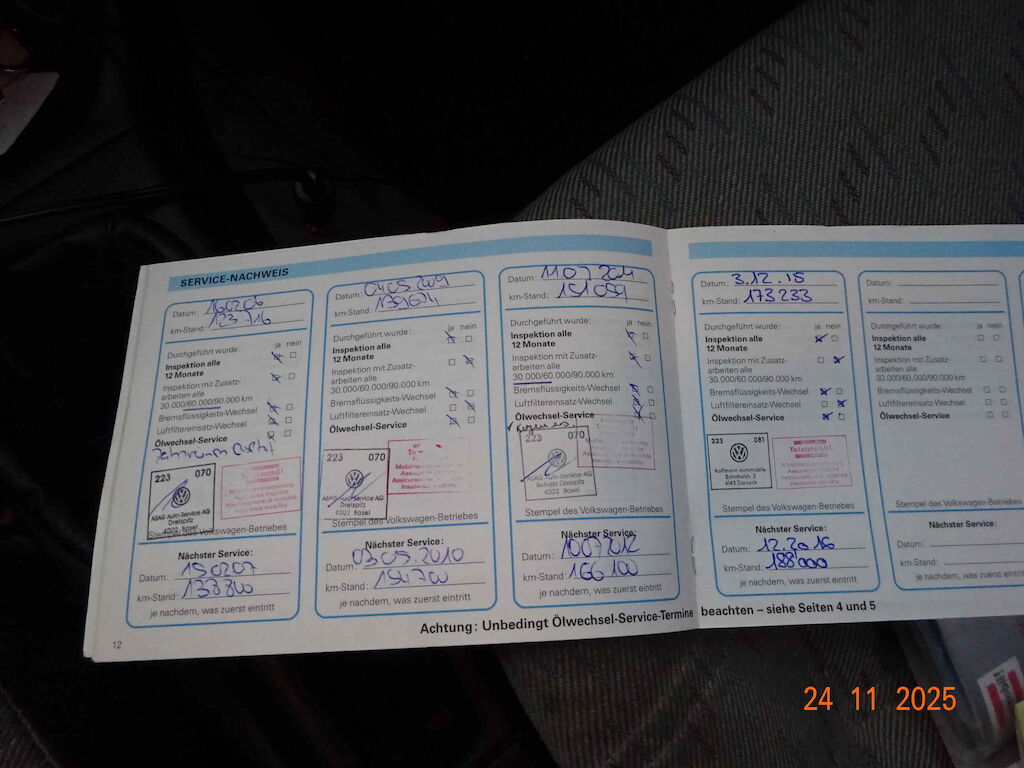 SERVICE-NACHWEIS
Datum: 16.02.06
km-Stand: 123 716
Durchgeführt wurde: ja nein
Inspektion alle
12 Monate
Inspektion mit Zusatz-
arbeiten alle
30.000/60.000/90.000 km
Bremsflüssigkeits-Wechsel
Luftfiltereinsatz-Wechsel
Ölwechsel-Service
223 070
ASAG Auto-Service AG
Dreispitz
4002 Basel
Totalmobil!
Stempel des Volkswagen-Betriebes
Nächster Service:
Datum: 15.02.07
km-Stand:
je nachdem, was zuerst eintritt
12
Datum: 04.05.2009
km-Stand: 139674
Durchgeführt wurde: ja nein
Inspektion alle
12 Monate
Inspektion mit Zusatz-
arbeiten alle
30.000/60.000/90.000 km
Bremsflüssigkeits-Wechsel
Luftfiltereinsatz-Wechsel
Ölwechsel-Service
223 070
ASAG Auto-Service AG
Dreispitz
4002 Basel
Stempel des Volkswagen-Betriebes
Nächster Service:
Datum: 03.05.2010
km-Stand:
je nachdem, was zuerst eintritt
Datum: 11.07.2011
km-Stand: 151 099
Durchgeführt wurde: ja nein
Inspektion alle
12 Monate
Inspektion mit Zusatz-
arbeiten alle
30.000/60.000/90.000 km
Bremsflüssigkeits-Wechsel
Luftfiltereinsatz-Wechsel
Ölwechsel-Service
223 070
ASAG Auto-Service AG
Betrieb Dreispitz
4002 Basel
Stempel des Volkswagen-Betriebes
Nächster Service:
Datum: 10.07.2012
km-Stand: 166 100
je nachdem, was zuerst eintritt
Datum: 3.12.15
km-Stand: 173 233
Durchgeführt wurde: ja nein
Inspektion alle
12 Monate
Inspektion mit Zusatz-
arbeiten alle
30.000/60.000/90.000 km
Bremsflüssigkeits-Wechsel
Luftfiltereinsatz-Wechsel
Ölwechsel-Service
223 081
hoffmann automobile
Bahnhofstr. 2
4143 Dornach
Totalmobil!
Stempel des Volkswagen-Betriebes
Nächster Service:
Datum: 12.2016
km-Stand: 188'000
je nachdem, was zuerst eintritt
Datum:
km-Stand:
Durchgeführt wurde: ja nein
Inspektion alle
12 Monate
Inspektion mit Zusatz-
arbeiten alle
30.000/60.000/90.000 km
Bremsflüssigkeits-Wechsel
Luftfiltereinsatz-Wechsel
Ölwechsel-Service
Stempel des Volkswagen-Betriebes
Nächster Service:
Datum:
km-Stand:
je nachdem, was zuerst eintritt
Achtung: Unbedingt Ölwechsel-Service-Termine beachten – siehe Seiten 4 und 5
24 11 2025